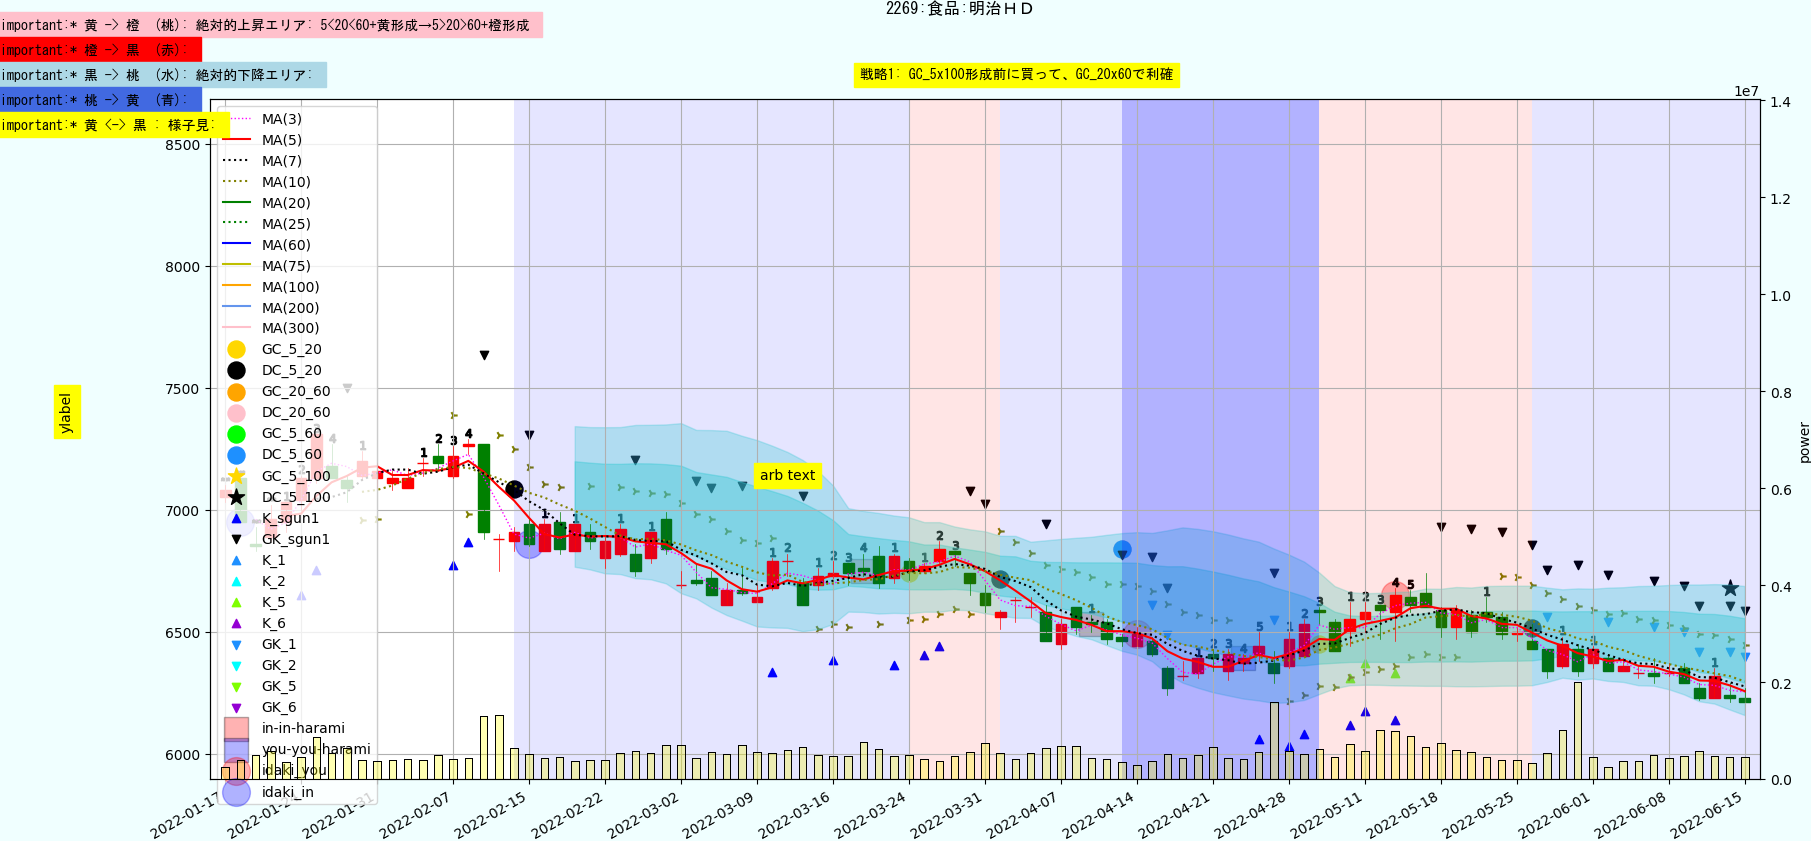 2269:食品:明治ＨＤ
important:* 黄 -> 橙 （桃）: 絶対的上昇エリア: 5<20<60+黄形成→5>20>60+橙形成
important:* 橙 -> 黒 （赤）:
important:* 黒 -> 桃 （水）: 絶対的下降エリア:
戦略1: GC_5x100形成前に買って、GC_20x60で利確
important:* 桃 -> 黄 （青）:
important:* 黄 <-> 黒 : 様子見:
1e7
MA(3)
MA(5)
MA(7)
MA(10)
MA(20)
MA(25)
MA(60)
MA(75)
MA(100)
MA(200)
MA(300)
GC_5_20
DC_5_20
GC_20_60
DC_20_60
GC_5_60
DC_5_60
GC_5_100
DC_5_100
K_sgun1
GK_sgun1
K_1
K_2
K_5
K_6
GK_1
GK_2
GK_5
GK_6
in-in-harami
you-you-harami
idaki_you
idaki_in
8500
8000
7500
7000
6500
6000
ylabel
arb text
1.4
1.2
1.0
0.8
0.6
0.4
0.2
0.0
power
2022-01-17
2022-01-31
2022-02-07
2022-02-15
2022-02-22
2022-03-02
2022-03-09
2022-03-16
2022-03-24
2022-03-31
2022-04-07
2022-04-14
2022-04-21
2022-04-28
2022-05-11
2022-05-18
2022-05-25
2022-06-01
2022-06-08
2022-06-15